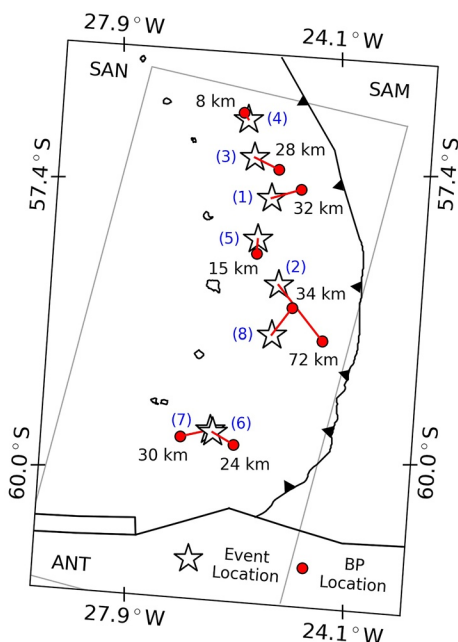 27.9°W
24.1°W
SAN
SAM
8 km
(4)
57.4°S
57.4°S
(3)
28 km
(1)
32 km
(5)
15 km
(2)
34 km
(8)
72 km
(7)
(6)
30 km
24 km
60.0°S
60.0°S
ANT
Event
Location
BP
Location
27.9°W
24.1°W